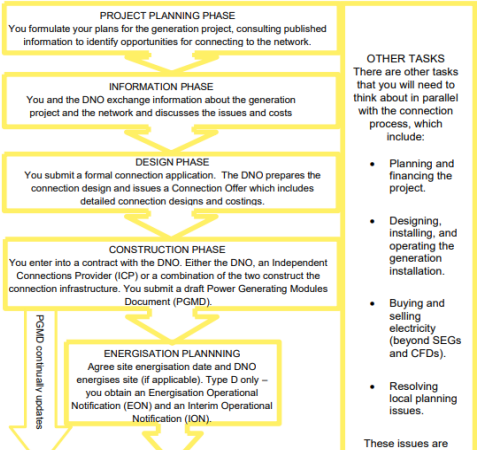 PROJECT PLANNING PHASE
You formulate your plans for the generation project, consulting published
information to identify opportunities for connecting to the network.
INFORMATION PHASE
You and the DNO exchange information about the generation
project and the network and discusses the issues and costs
DESIGN PHASE
You submit a formal connection application. The DNO prepares the
connection design and issues a Connection Offer which includes
detailed connection designs and costings.
CONSTRUCTION PHASE
You enter into a contract with the DNO. Either the DNO, an Independent
Connections Provider (ICP) or a combination of the two construct the
connection infrastructure. You submit a draft Power Generating Modules
Document (PGMD).
PGMD continually updates
ENERGISATION PLANNNING
Agree site energisation date and DNO
energises site (if applicable). Type D only –
you obtain an Energisation Operational
Notification (EON) and an Interim Operational
Notification (ION).
OTHER TASKS
There are other tasks
that you will need to
think about in parallel
with the connection
process, which
include:
• Planning and
financing the
project.
• Designing,
installing, and
operating the
generation
installation.
• Buying and
selling
electricity
(beyond SEGs
and CFDs).
• Resolving
local planning
issues.
These issues are